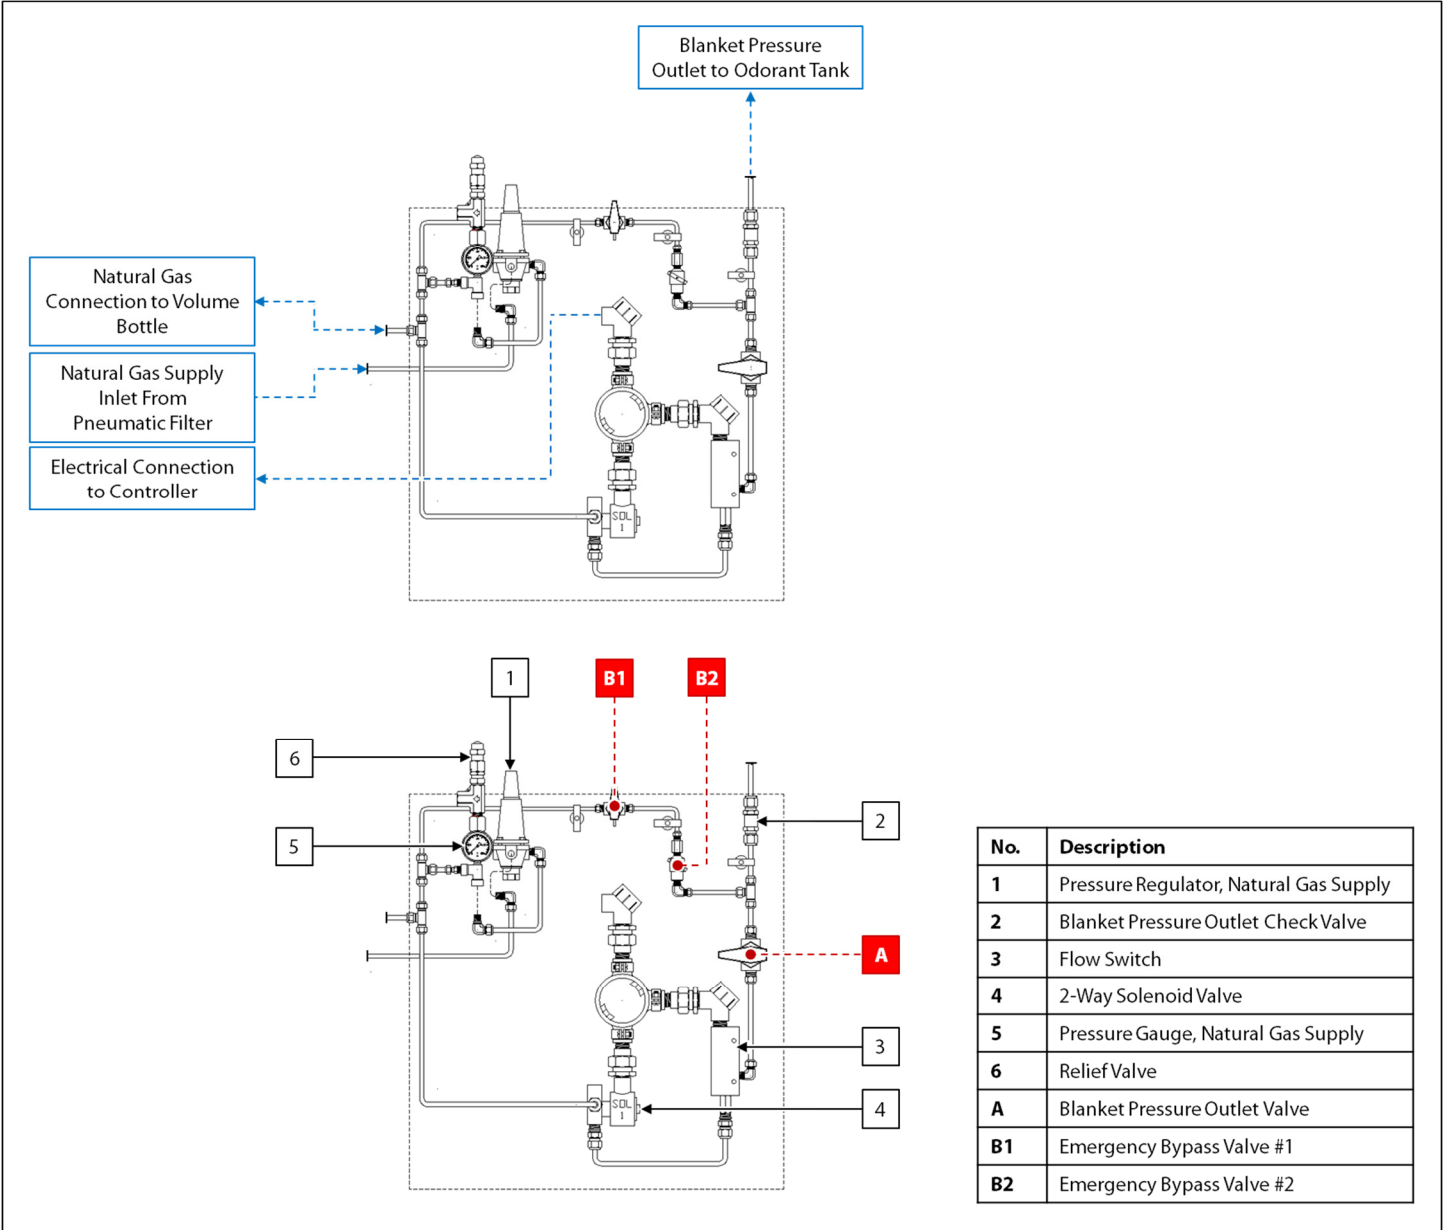 Blanket Pressure
Outlet to Odorant Tank
Natural Gas
Connection to Volume
Bottle
Natural Gas Supply
Inlet From
Pneumatic Filter
Electrical Connection
to Controller
SOL
1
1
B1
B2
6
5
2
A
3
4
SOL
1
No. Description
1 Pressure Regulator, Natural Gas Supply
2 Blanket Pressure Outlet Check Valve
3 Flow Switch
4 2-Way Solenoid Valve
5 Pressure Gauge, Natural Gas Supply
6 Relief Valve
A Blanket Pressure Outlet Valve
B1 Emergency Bypass Valve #1
B2 Emergency Bypass Valve #2